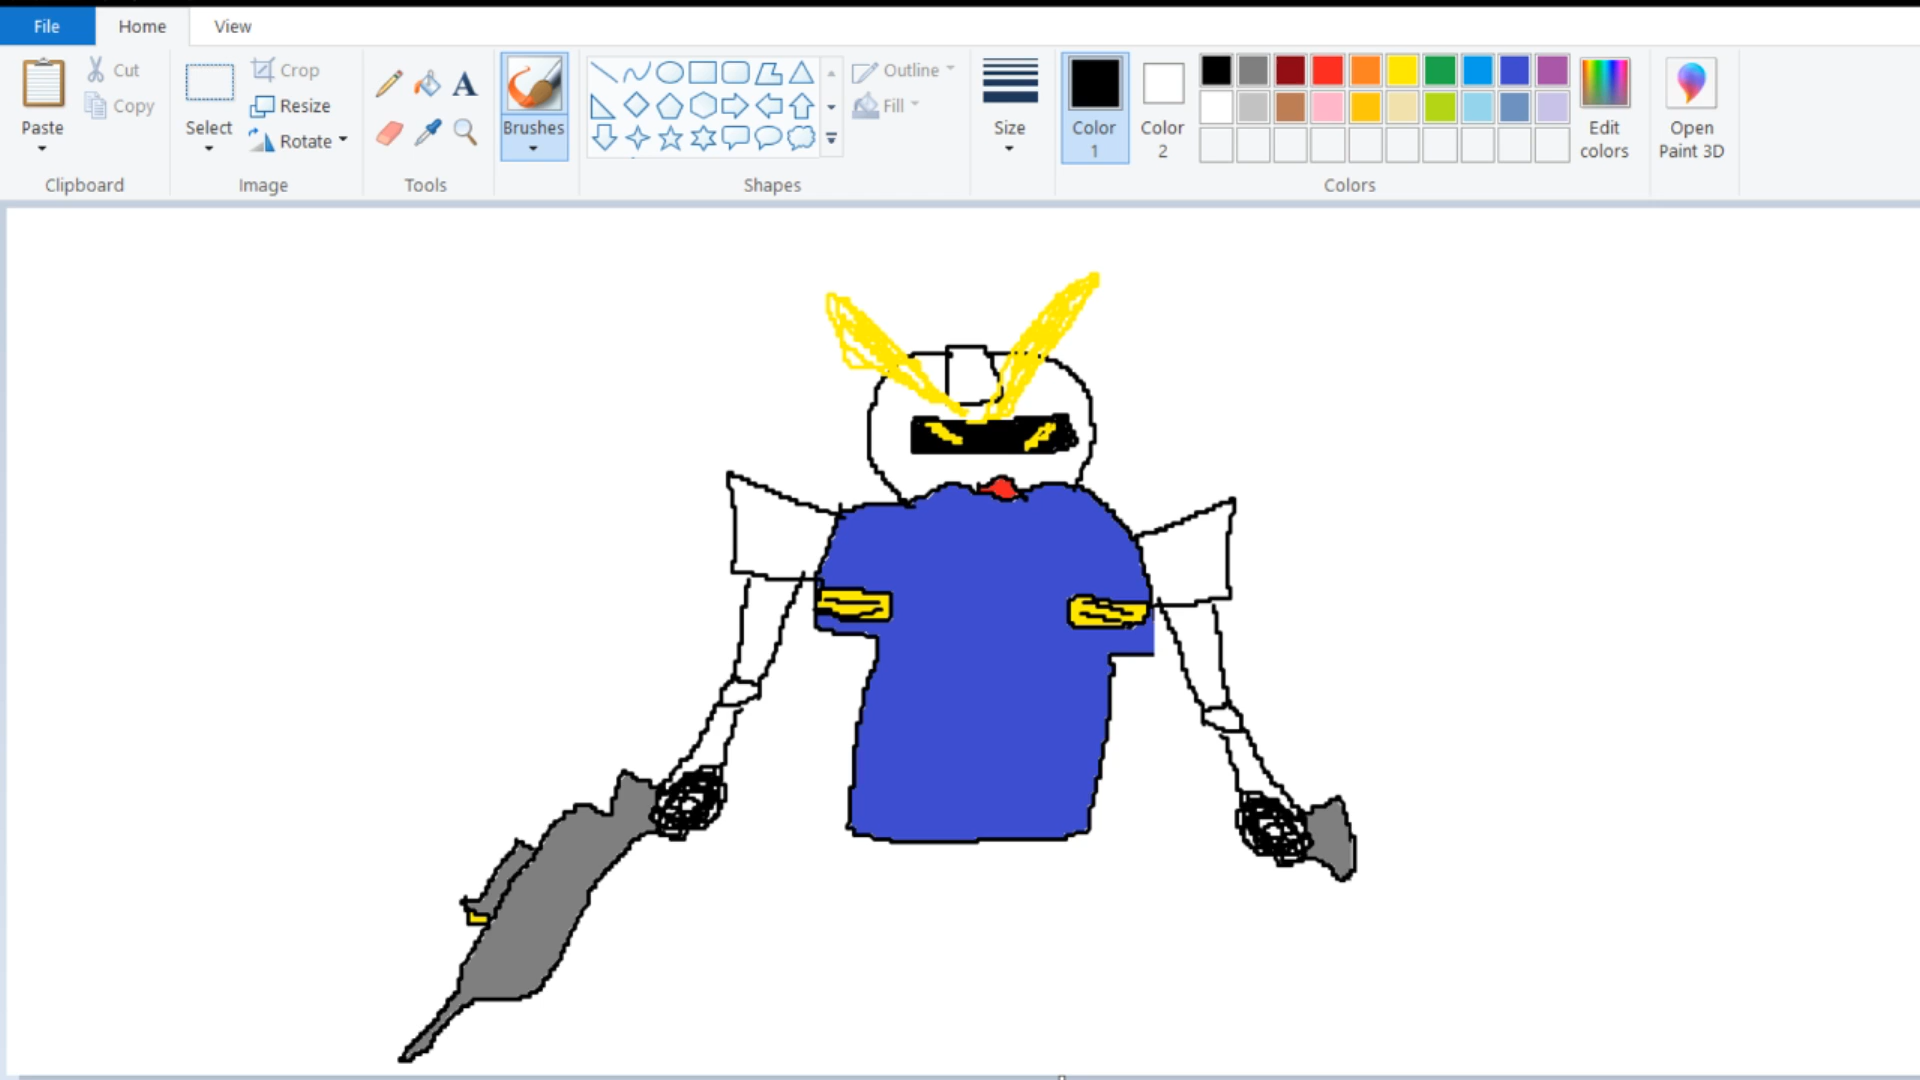 File Home View
Paste
Cut
Copy
Clipboard
Select
Crop
Resize
Rotate
Image
A
Tools
Brushes
Shapes
Outline
Fill
Size
Color
1
Color
2
Edit
colors
Colors
Open
Paint 3D